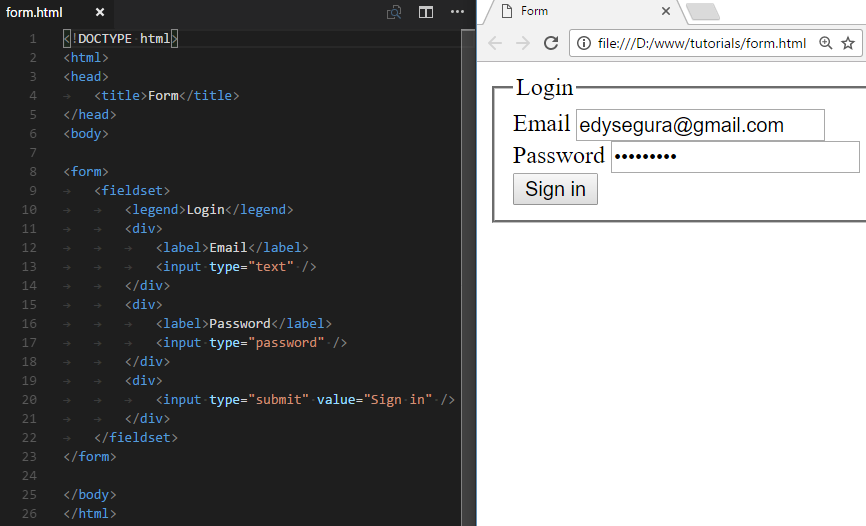 form.html
1 <!DOCTYPE html>
2 <html>
3 <head>
4 <title>Form</title>
5 </head>
6 <body>
7
8 <form>
9 <fieldset>
10 <legend>Login</legend>
11 <div>
12 <label>Email</label>
13 <input type="text" />
14 </div>
15 <div>
16 <label>Password</label>
17 <input type="password" />
18 </div>
19 <div>
20 <input type="submit" value="Sign in" />
21 </div>
22 </fieldset>
23 </form>
24
25 </body>
26 </html>
Form
file:///D:/www/tutorials/form.html
Login
Email edysegura@gmail.com
Password •••••••••
Sign in